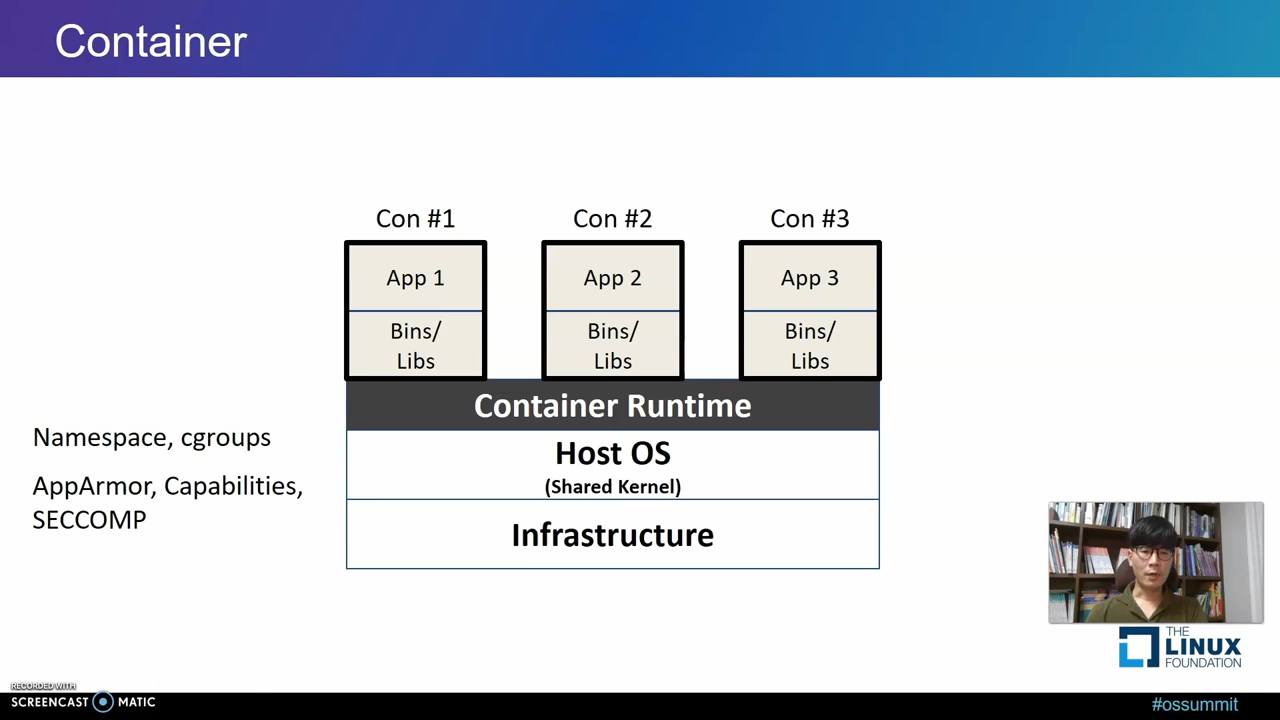 Container
Con #1
Con #2
Con #3
App 1
App 2
App 3
Bins/
Libs
Bins/
Libs
Bins/
Libs
Container Runtime
Host OS
(Shared Kernel)
Infrastructure
Namespace, cgroups
AppArmor, Capabilities,
SECCOMP
THE
LINUX
FOUNDATION
RECORDED WITH
SCREENCAST MATIC
#ossummit